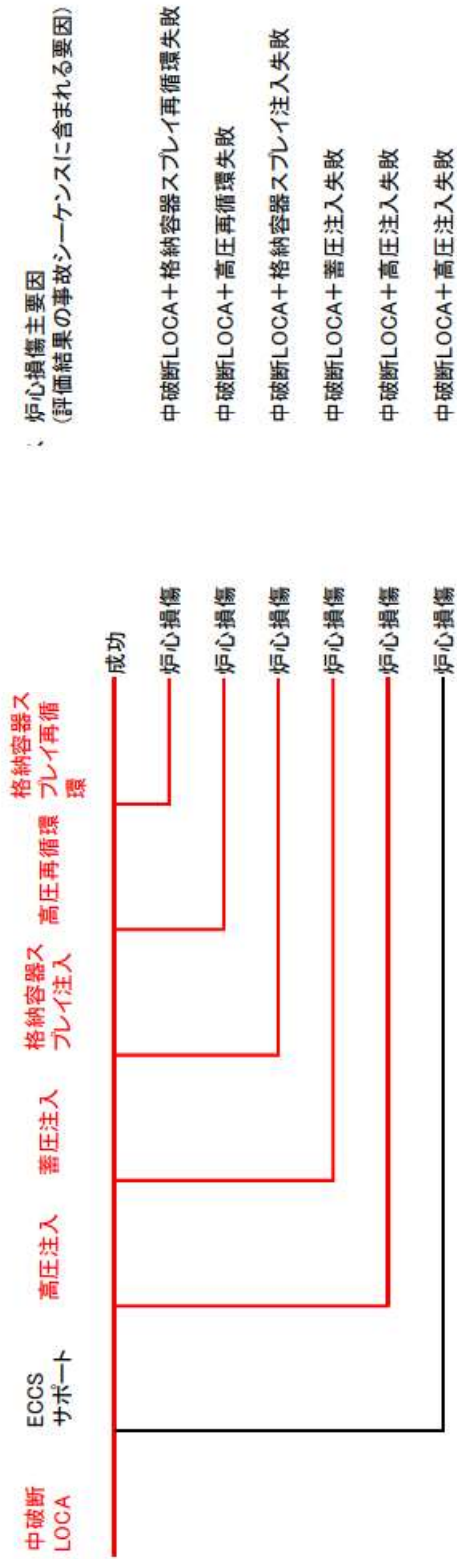 中破断
LOCA
ECCS
サポート
高圧注入
蓄圧注入
格納容器ス
プレイ注入
高圧再循環
格納容器ス
プレイ再循
環
、 炉心損傷主要因
(評価結果の事故シーケンスに含まれる要因)
成功
炉心損傷
中破断LOCA+格納容器スプレイ再循環失敗
炉心損傷
中破断LOCA+高圧再循環失敗
炉心損傷
中破断LOCA+格納容器スプレイ注入失敗
炉心損傷
中破断LOCA+蓄圧注入失敗
炉心損傷
中破断LOCA+高圧注入失敗
炉心損傷
中破断LOCA+高圧注入失敗